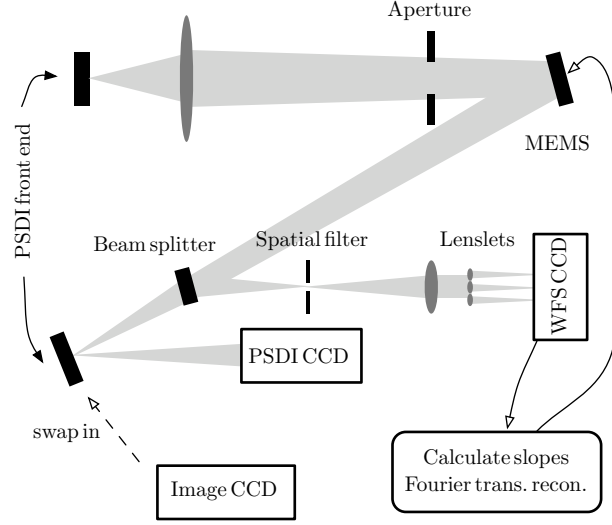 Aperture
MEMS
PSDI front end
Beam splitter
Spatial filter
Lenslets
WFS CCD
PSDI CCD
swap in
Image CCD
Calculate slopes
Fourier trans. recon.